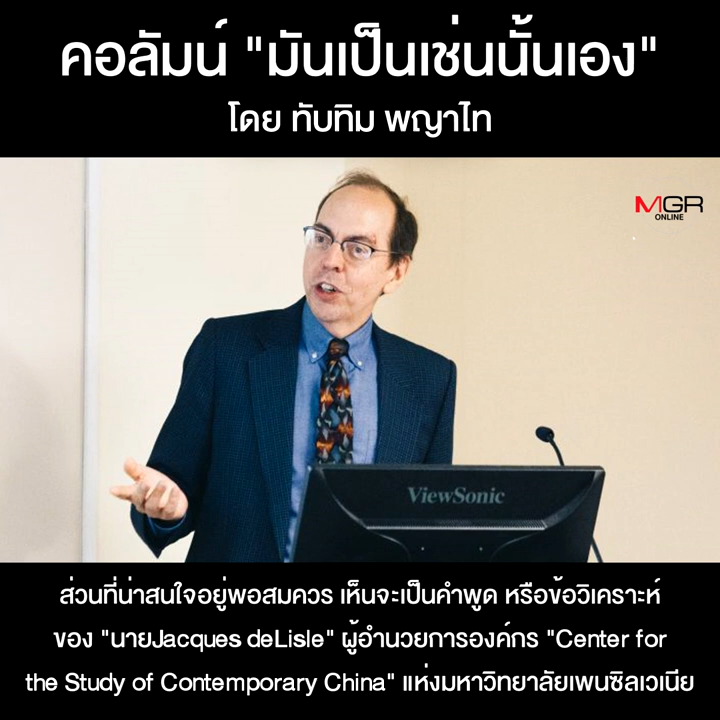 คอลัมน์ "มันเป็นเช่นนั้นเอง"
โดย ทับทิม พญาไท
MGR
ONLINE
ViewSonic
ส่วนที่น่าสนใจอยู่พอสมควร เห็นจะเป็นคำพูด หรือข้อวิเคราะห์
ของ "นายJacques deLisle" ผู้อำนวยการองค์กร "Center for
the Study of Contemporary China" แห่งมหาวิทยาลัยเพนซิลเวเนีย